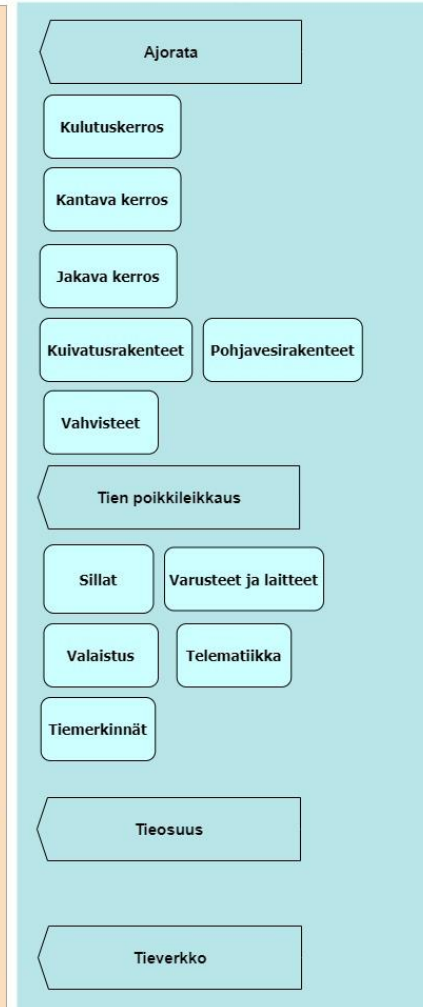 Ajorata
Kulutuskerros
Kantava kerros
Jakava kerros
Kuivatusrakenteet Pohjavesirakenteet
Vahvisteet
Tien poikkileikkaus
Sillat Varusteet ja laitteet
Valaistus Telematiikka
Tiemerkinnät
Tieosuus
Tieverkko